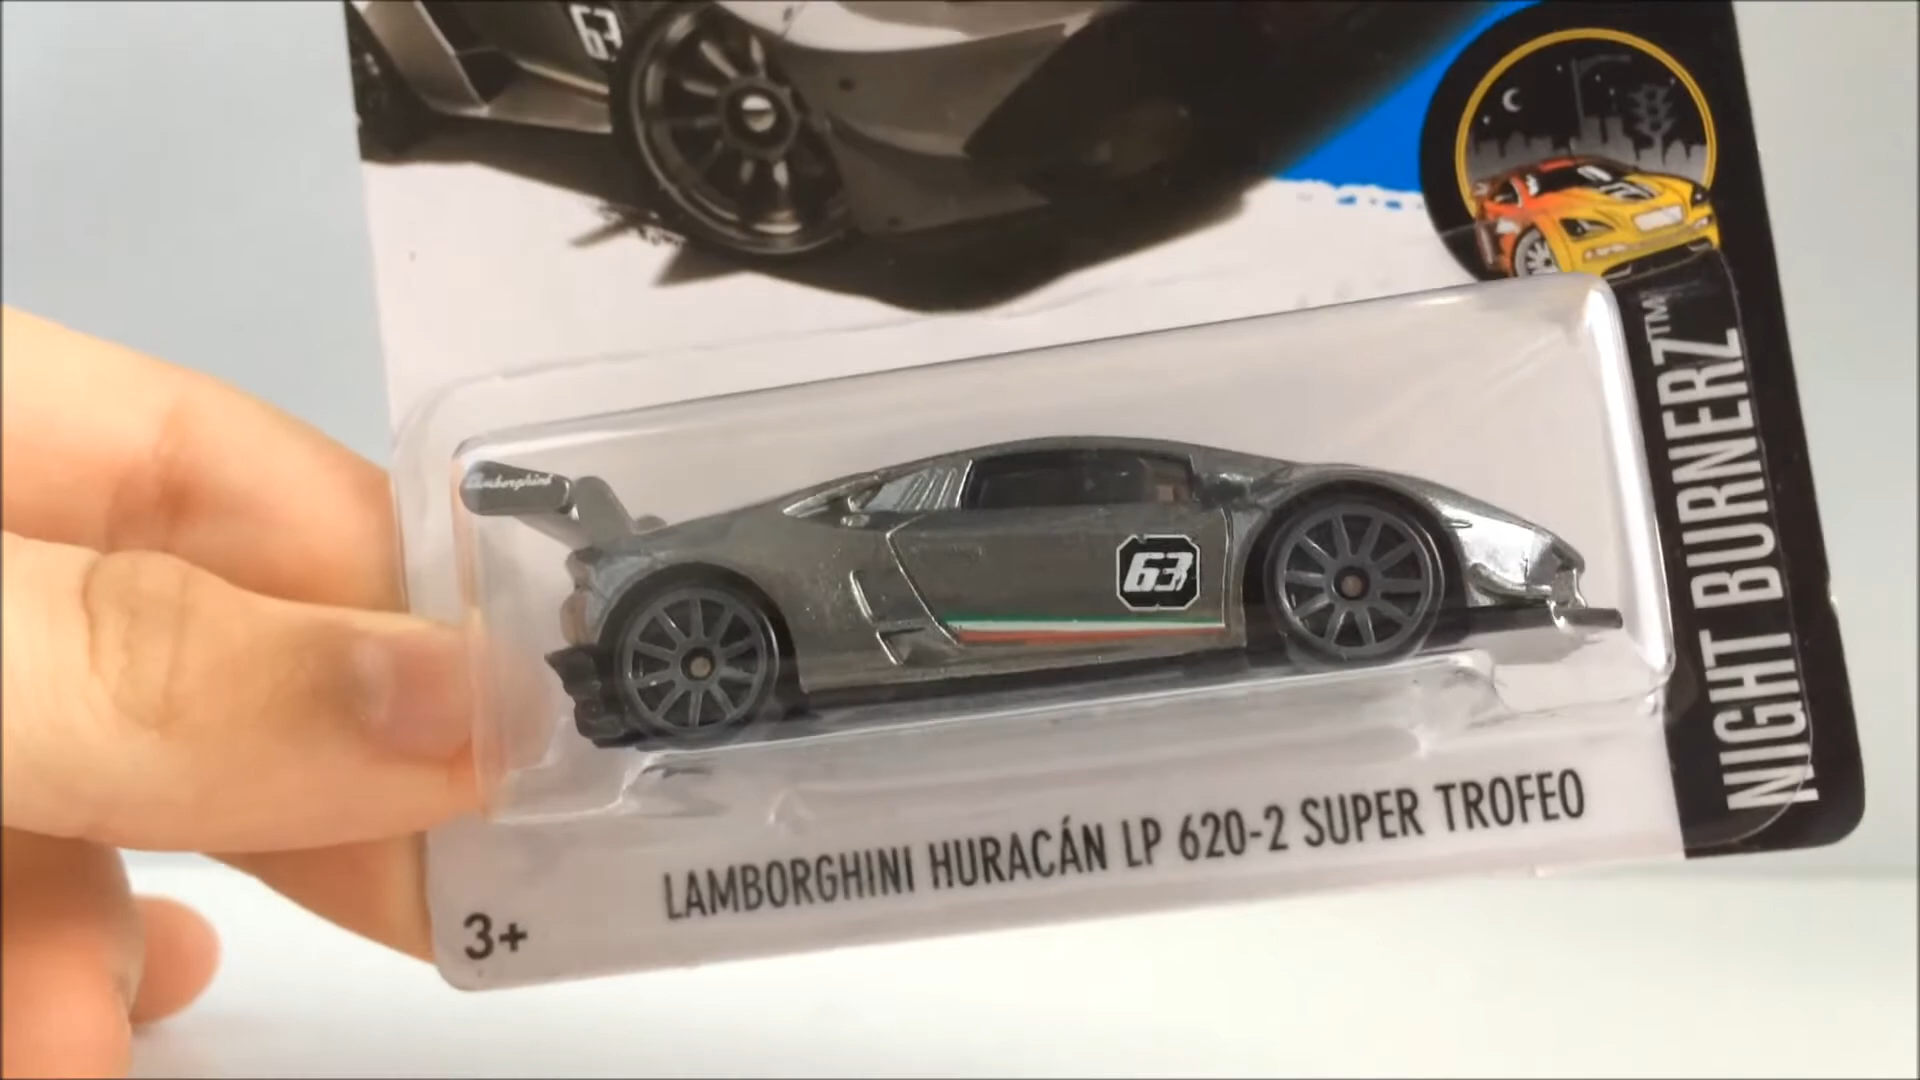 63
Lamborghini
63
NIGHT BURNERZ™
LAMBORGHINI HURACÁN LP 620-2 SUPER TROFEO
3+